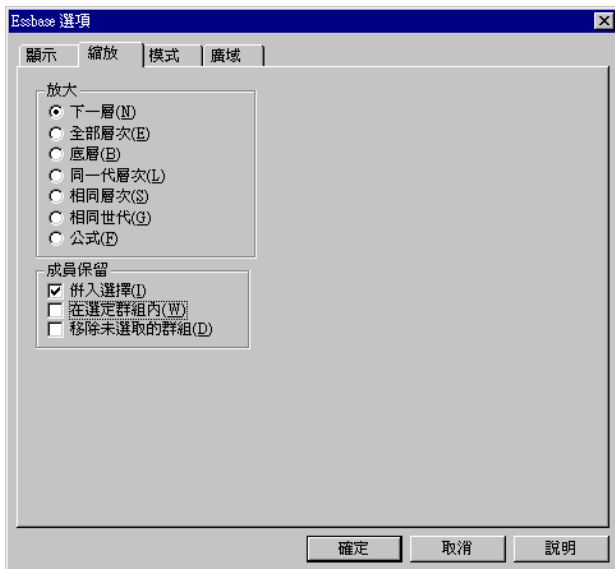 Essbase 選項
顯示 縮放 模式 廣域
放大
下一層(N)
全部層次(E)
底層(B)
同一代層次(L)
相同層次(S)
相同世代(G)
公式(F)
成員保留
併入選擇(I)
在選定群組內(W)
移除未選取的群組(D)
確定 取消 說明